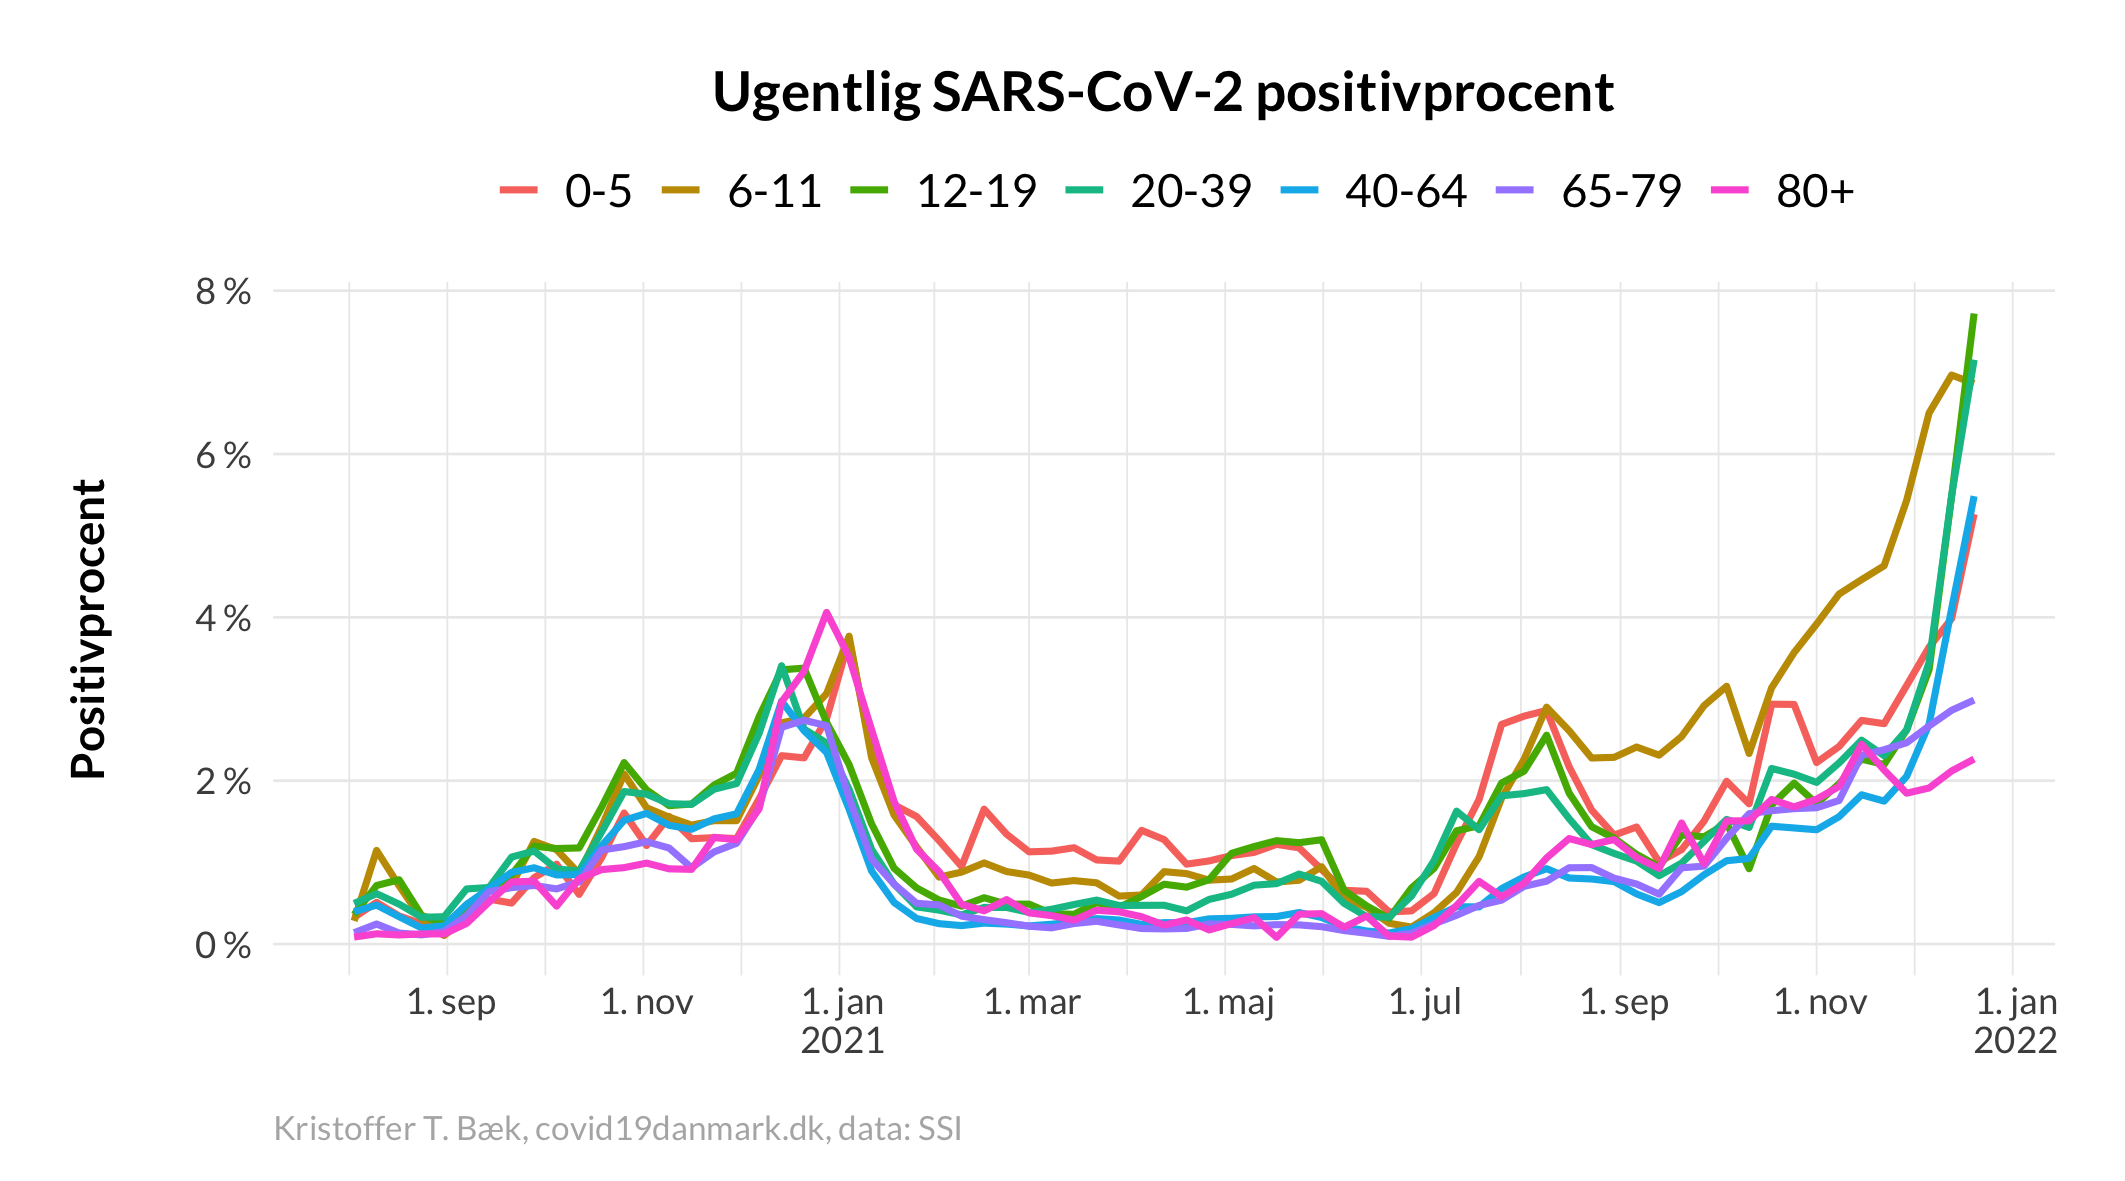 Ugentlig SARS-CoV-2 positivprocent
0-5 6-11 12-19 20-39 40-64 65-79 80+
Positivprocent
8 %
6 %
4 %
2 %
0 %
1. sep 1. nov 1. jan 1. mar 1. maj 1. jul 1. sep 1. nov 1. jan
2021 2022
Kristoffer T. Bæk, covid19danmark.dk, data: SSI